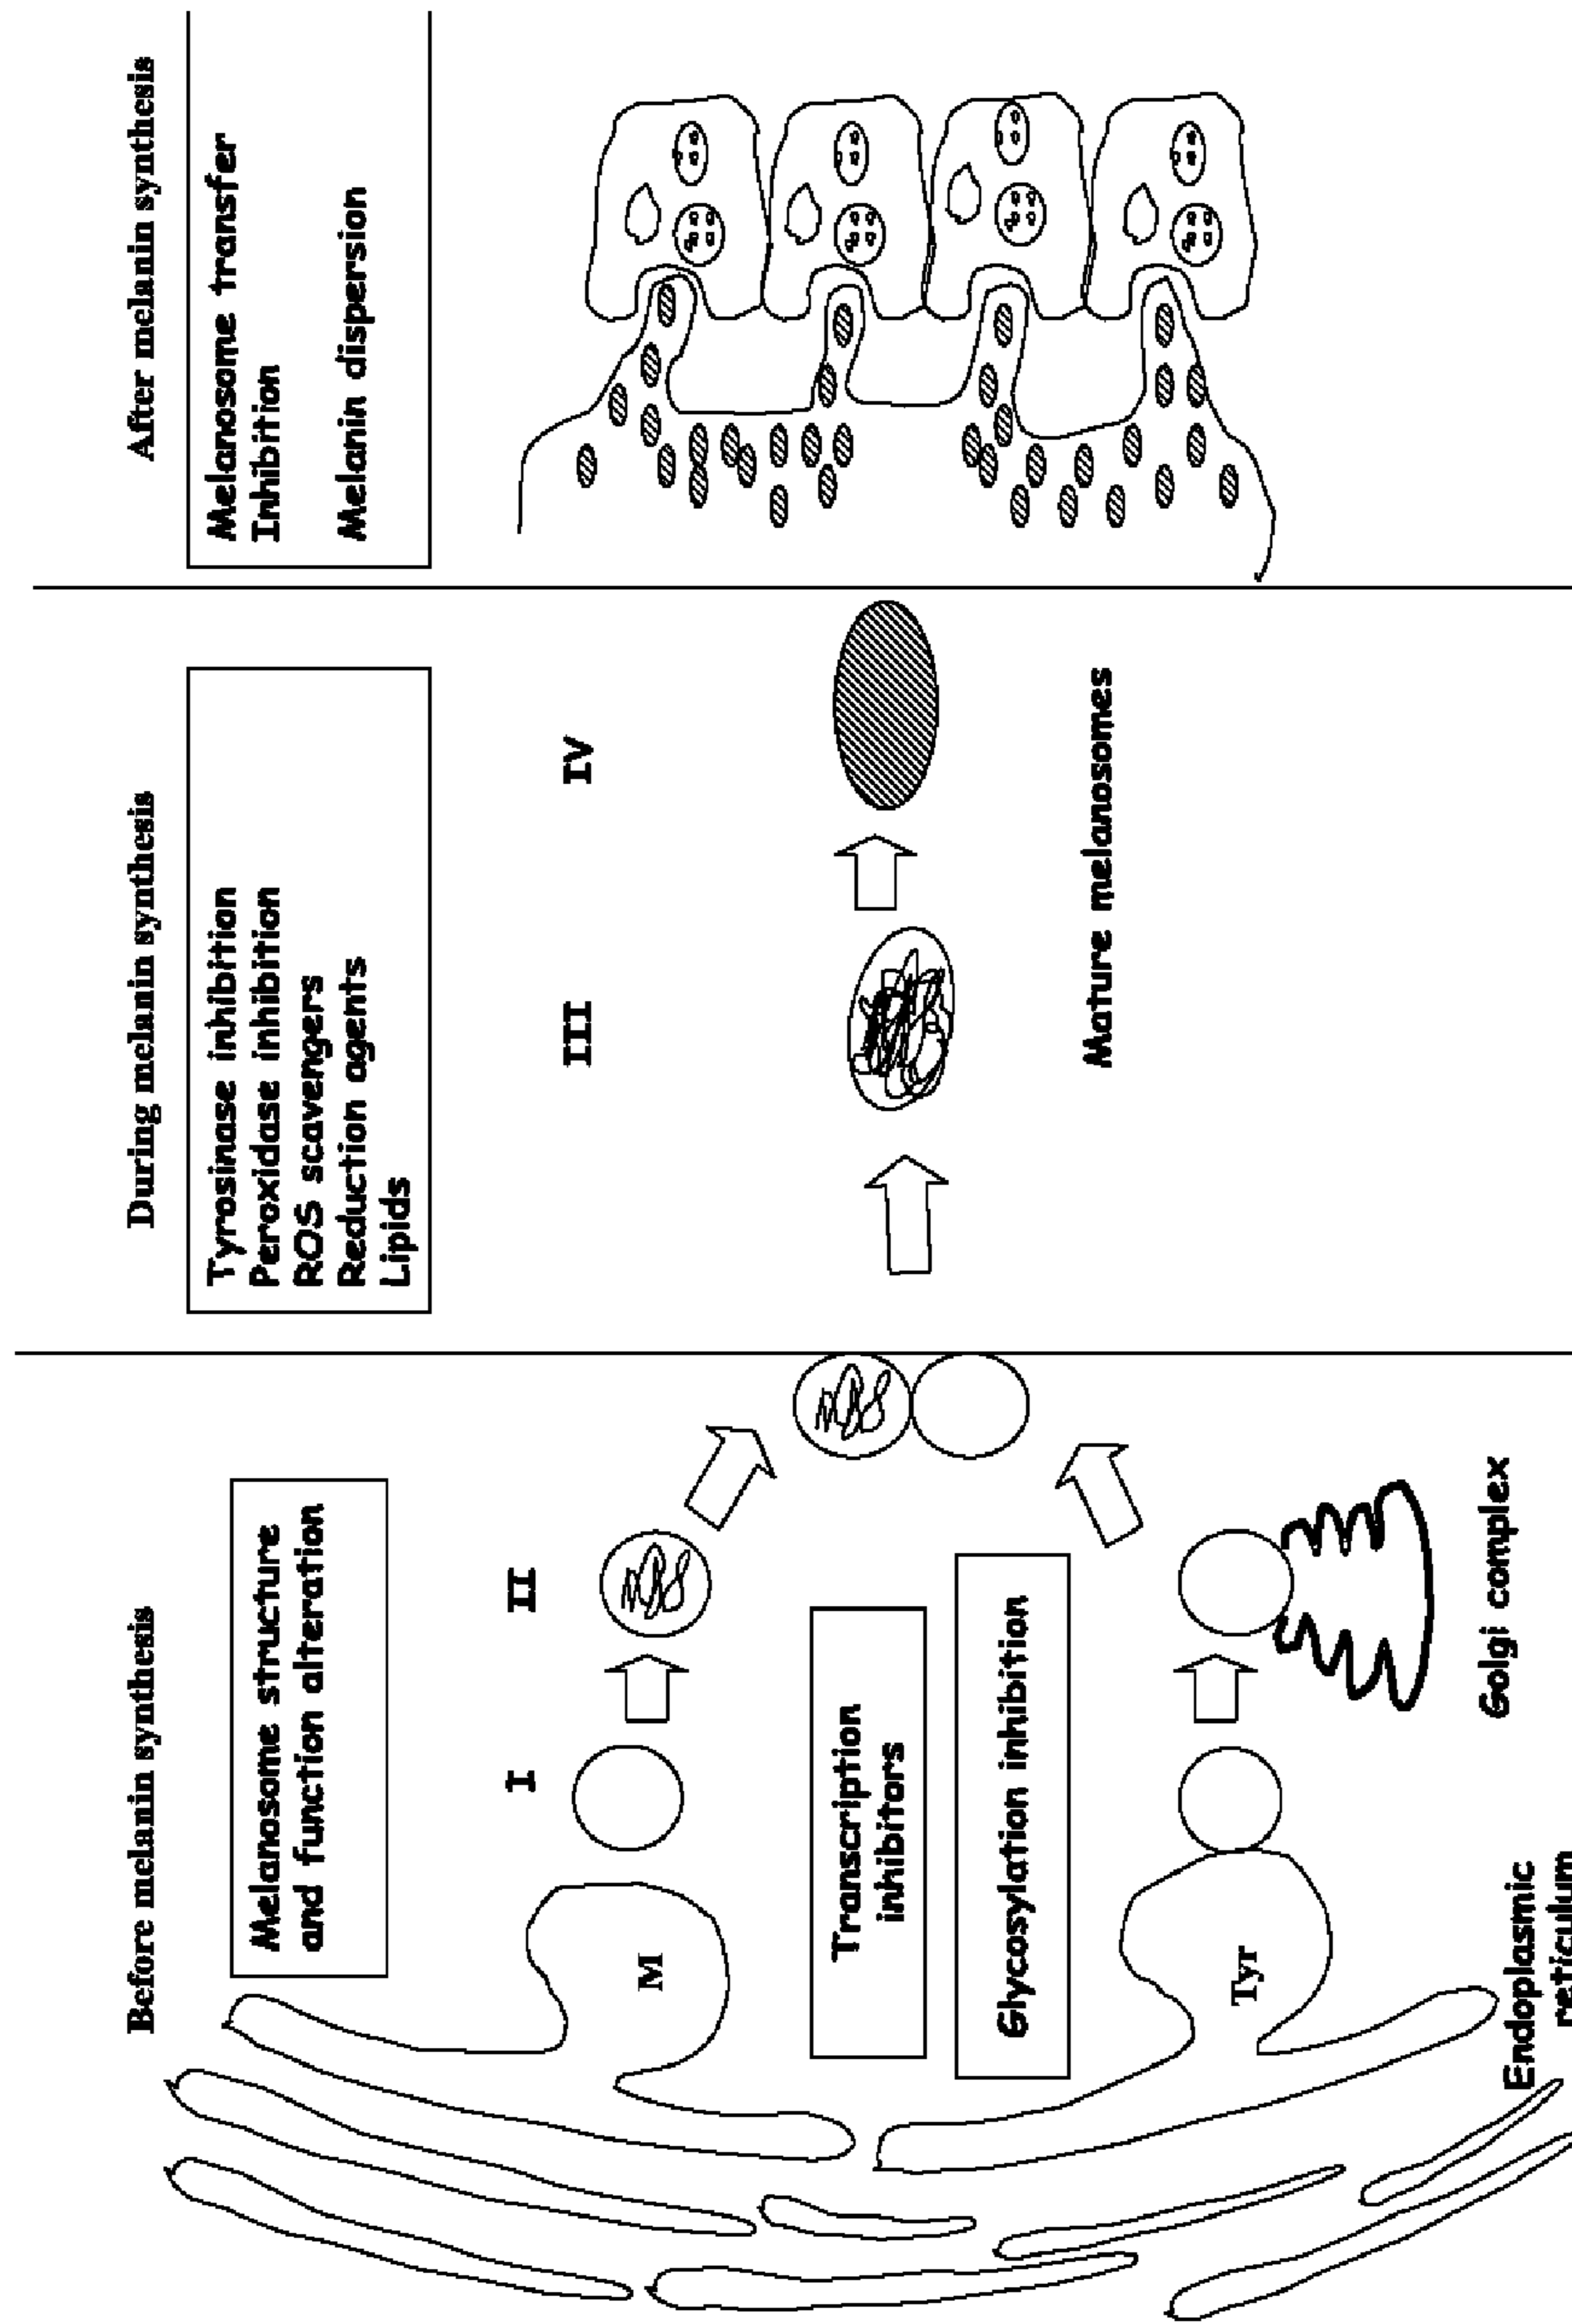 Before melanin synthesis
Melanosome structure
and function alteration
I
II
M
Transcription
inhibitors
Glycosylation inhibition
Tyr
Golgi complex
Endoplasmic
reticulum
During melanin synthesis
Tyrosinase inhibition
Peroxidase inhibition
ROS scavengers
Reduction agents
Lipids
III
IV
Mature melanosomes
After melanin synthesis
Melanosome transfer
Inhibition
Melanin dispersion